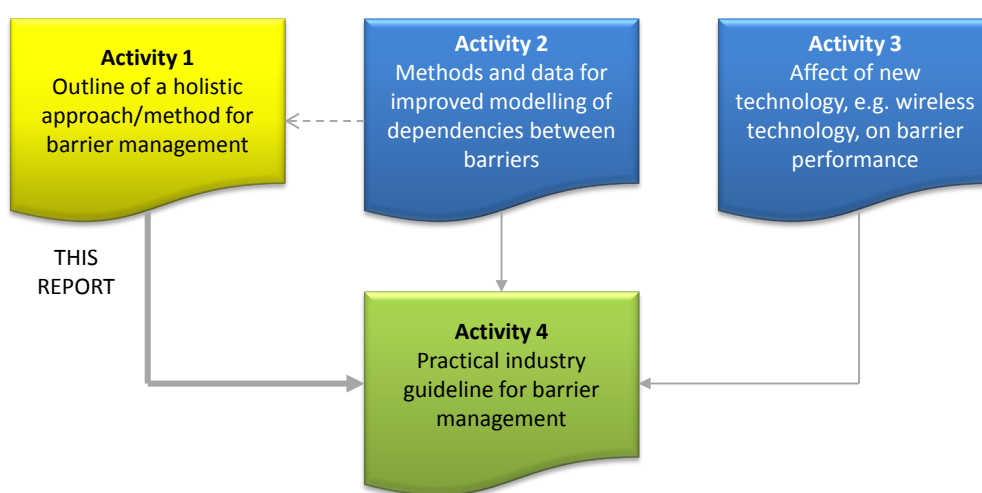 Activity 1
Outline of a holistic
approach/method for
barrier management
Activity 2
Methods and data for
improved modelling of
dependencies between
barriers
Activity 3
Affect of new
technology, e.g. wireless
technology, on barrier
performance
THIS
REPORT
Activity 4
Practical industry
guideline for barrier
management